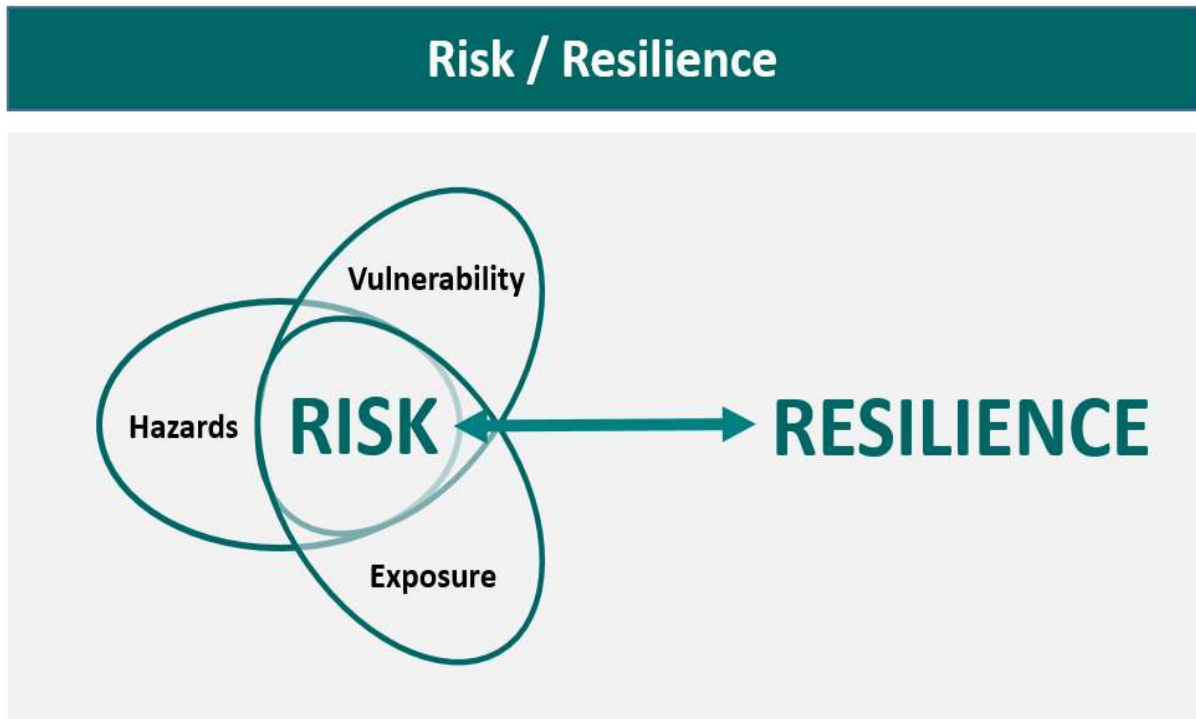 Risk / Resilience
Vulnerability
Hazards
RISK
RESILIENCE
Exposure